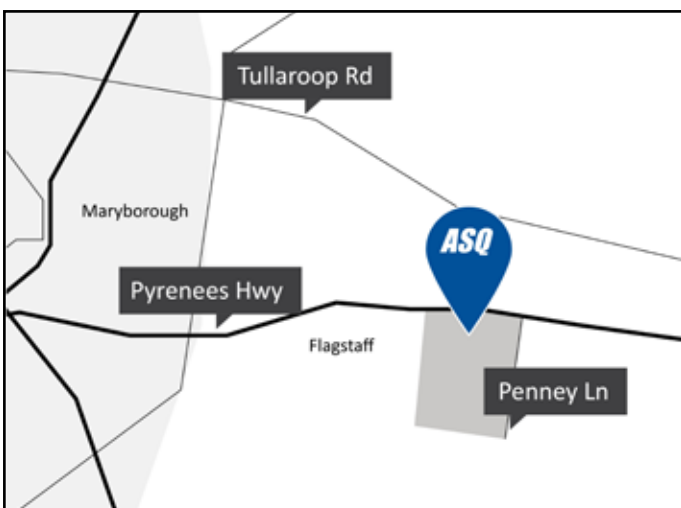 Tullaroop Rd
Maryborough
ASQ
Pyrenees Hwy
Flagstaff
Penney Ln